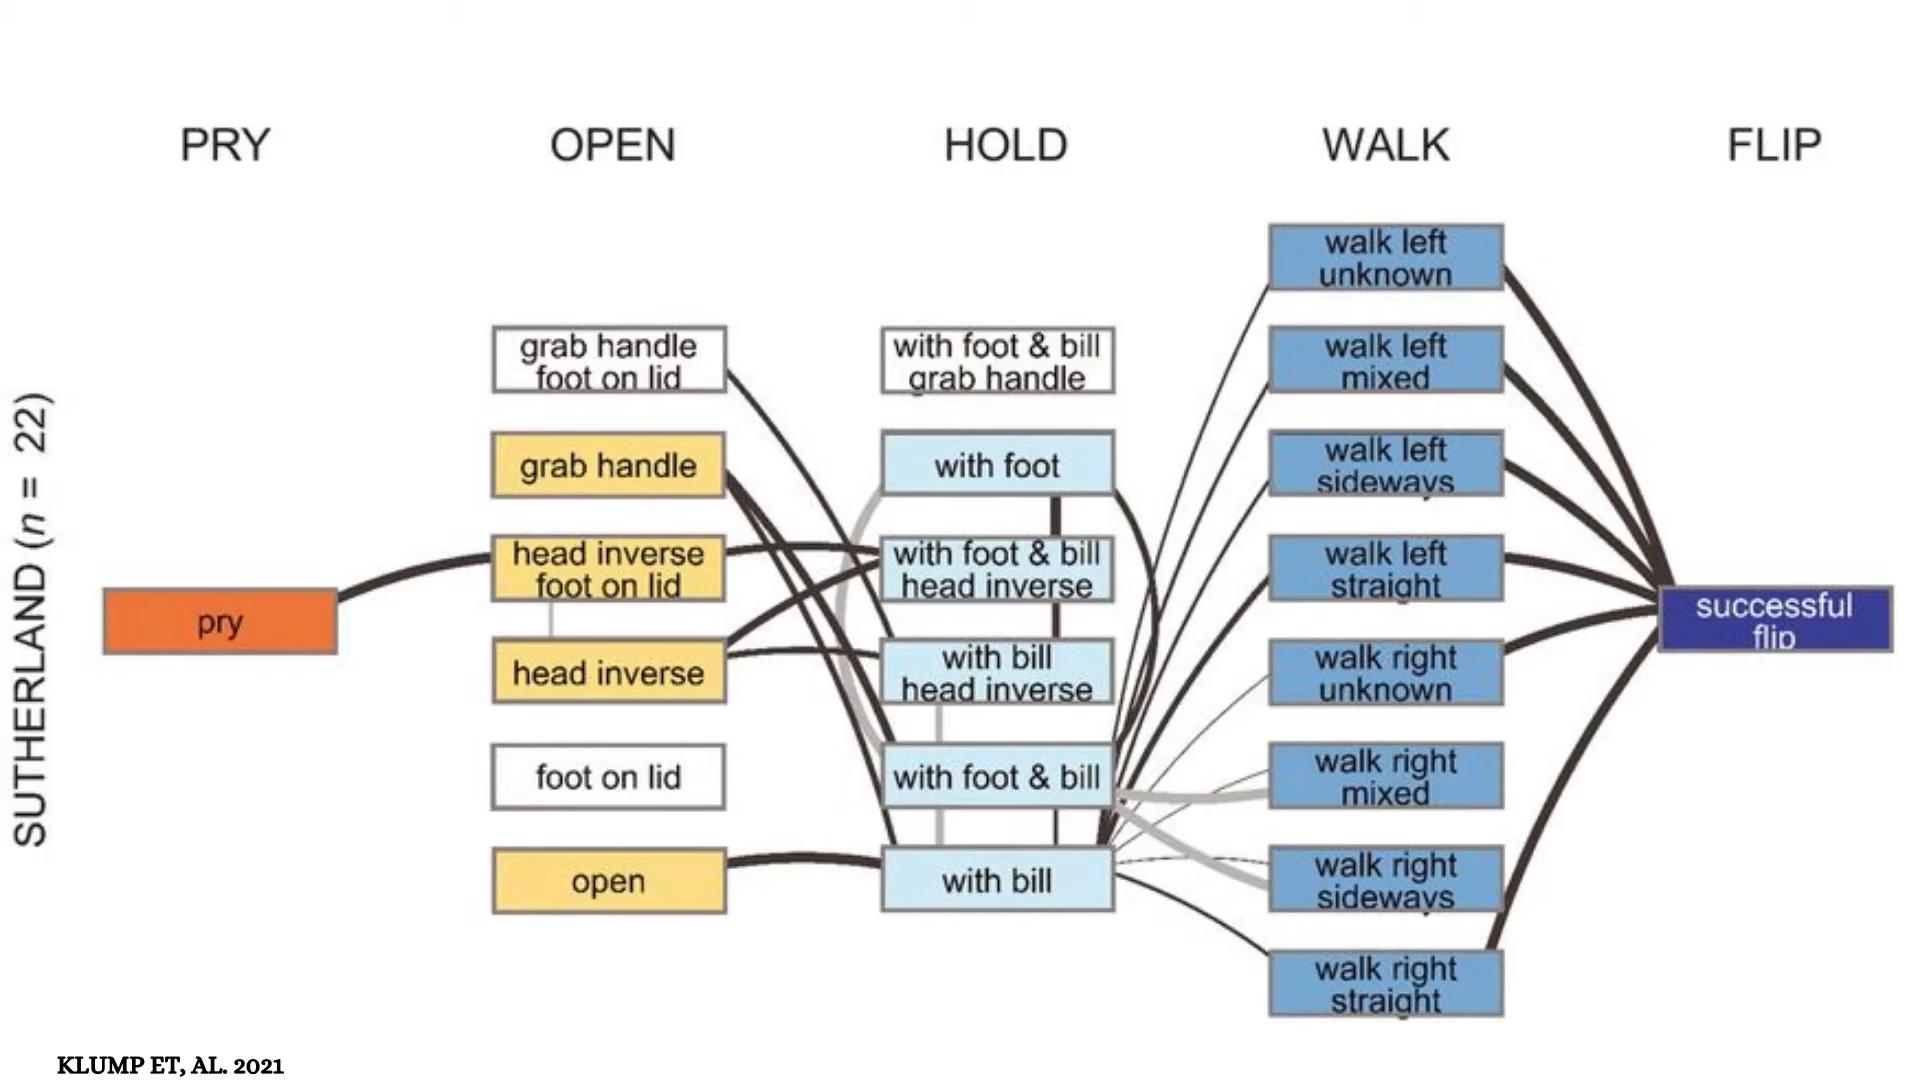 PRY
OPEN
HOLD
WALK
FLIP
SUTHERLAND (n = 22)
pry
grab handle
foot on lid
grab handle
head inverse
foot on lid
head inverse
foot on lid
open
with foot & bill
grab handle
with foot
with foot & bill
head inverse
with bill
head inverse
with foot & bill
with bill
walk left
unknown
walk left
mixed
walk left
sideways
walk left
straight
walk right
unknown
walk right
mixed
walk right
sideways
walk right
straight
successful
flip
KLUMP ET, AL. 2021